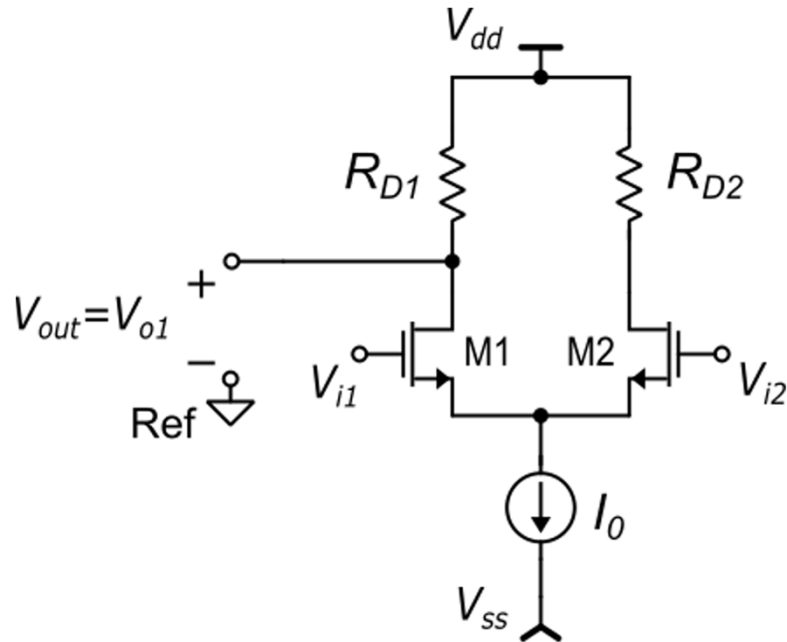 Vdd
RD1
RD2
Vout=Vo1
+
−
Ref
Vi1
M1
M2
Vi2
I0
Vss